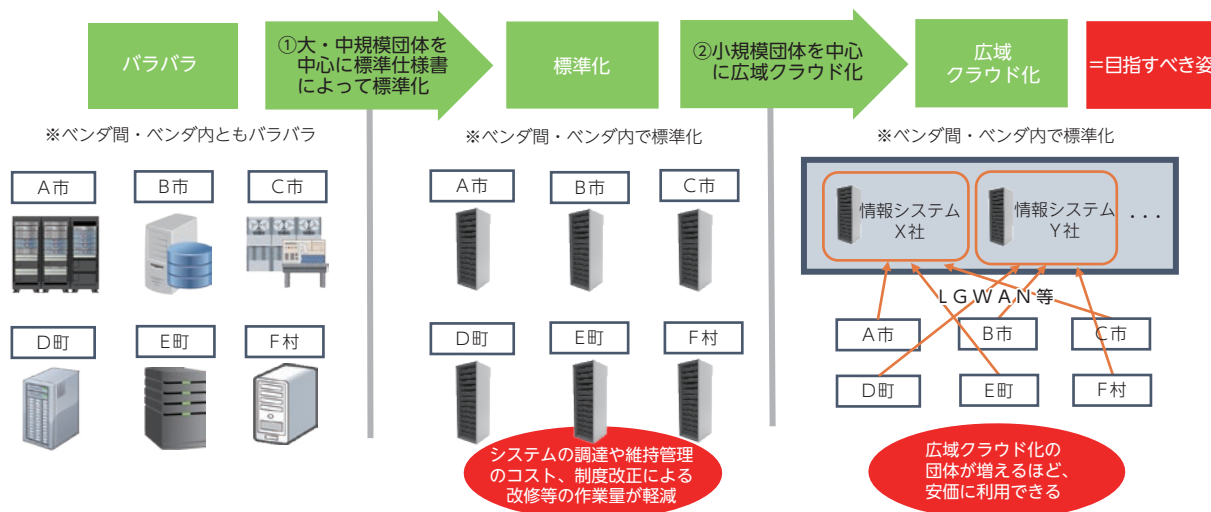 バラバラ
①大・中規模団体を
中心に標準仕様書
によって標準化
標準化
②小規模団体を中心
に広域クラウド化
広域
クラウド化
＝目指すべき姿
※ベンダ間・ベンダ内ともバラバラ
A市
B市
C市
D町
E町
F村
※ベンダ間・ベンダ内で標準化
A市
B市
C市
D町
E町
F村
システムの調達や維持管理
のコスト、制度改正による
改修等の作業量が軽減
※ベンダ間・ベンダ内で標準化
情報システム
X社
情報システム
Y社
・・・
LGWAN等
A市
B市
C市
D町
E町
F村
広域クラウド化の
団体が増えるほど、
安価に利用できる